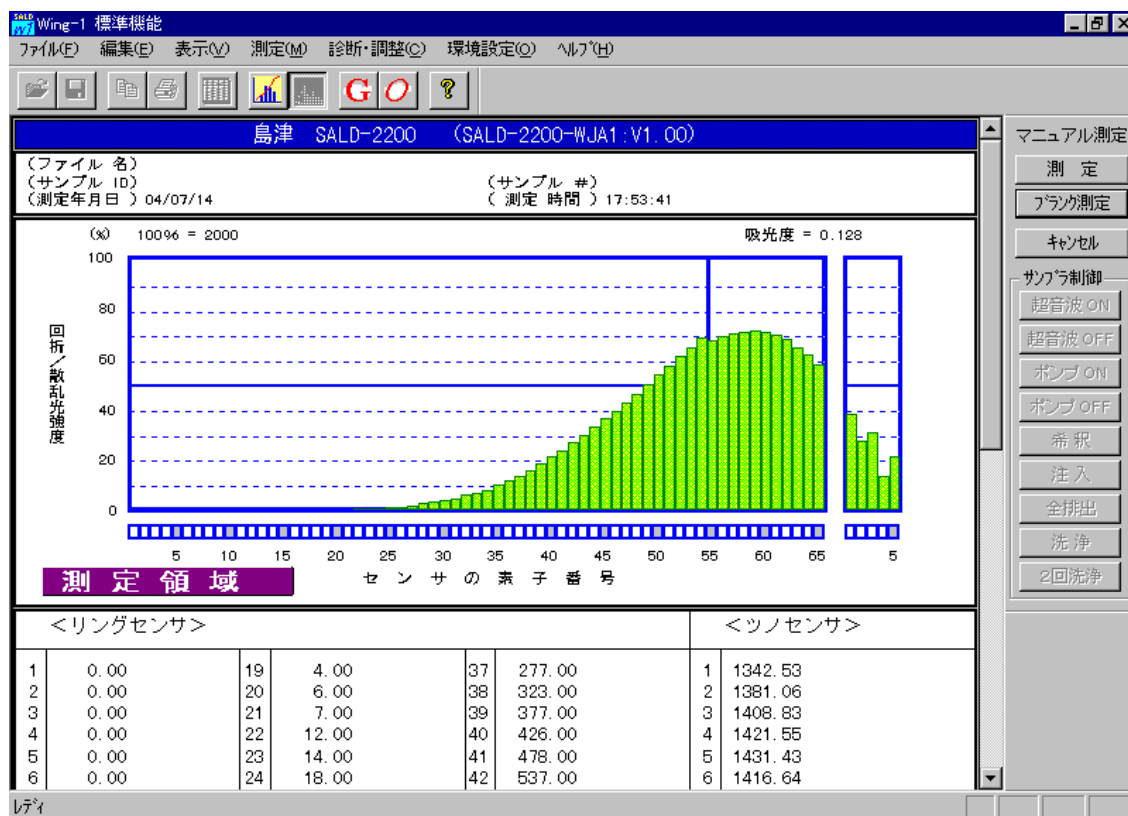 SALD Wing-1 標準機能
ファイル(F) 編集(E) 表示(V) 測定(M) 診断・調整(C) 環境設定(O) ヘルプ(H)
G O ?
島津 SALD-2200 (SALD-2200-WJA1:V1.00)
(ファイル 名)
(サンプル ID) (サンプル #)
(測定年月日) 04/07/14 (測定 時間) 17:53:41
(%) 100% = 2000 吸光度 = 0.128
100
80
60
40
20
0
回折/散乱光強度
5 10 15 20 25 30 35 40 45 50 55 60 65 5
センサの素子番号
測定領域
<リングセンサ> <ツノセンサ>
1 0.00 19 4.00 37 277.00 1 1342.53
2 0.00 20 6.00 38 323.00 2 1381.06
3 0.00 21 7.00 39 377.00 3 1408.83
4 0.00 22 12.00 40 426.00 4 1421.55
5 0.00 23 14.00 41 478.00 5 1431.43
6 0.00 24 18.00 42 537.00 6 1416.64
マニュアル測定
測 定
ブランク測定
キャンセル
サンプラ制御
超音波 ON
超音波 OFF
ポンプ ON
ポンプ OFF
希 釈
注 入
全排出
洗 浄
2回洗浄
レディ